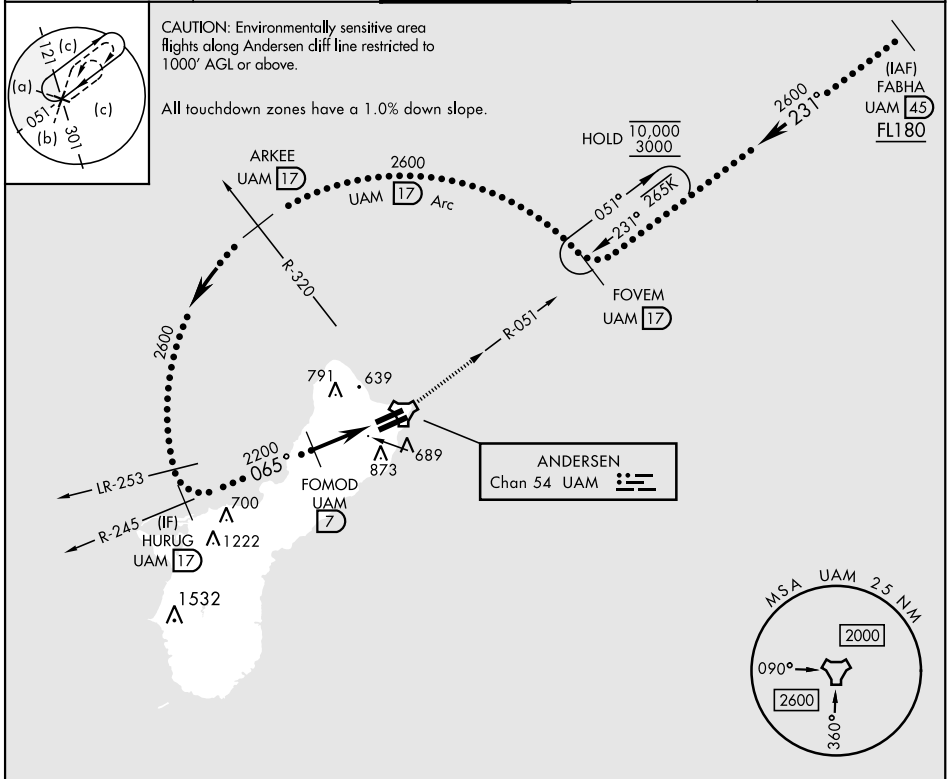 CAUTION: Environmentally sensitive area
flights along Andersen cliff line restricted to
1000' AGL or above.
All touchdown zones have a 1.0% down slope.
121
(c)
(a)
(c)
051
(b)
301
(IAF)
FABHA
UAM 45
FL180
2600
231°
HOLD 10,000
3000
051° 265K
231°
FOVEM
UAM 17
ARKEE
UAM 17
2600
UAM 17 Arc
R-320
2600
R-051
791
639
689
873
ANDERSEN
Chan 54 UAM
2200
065°
FOMOD
UAM
7
LR-253
R-245
(IF)
HURUG
UAM 17
700
1222
1532
MSA UAM 25 NM
2000
090°
2600
360°